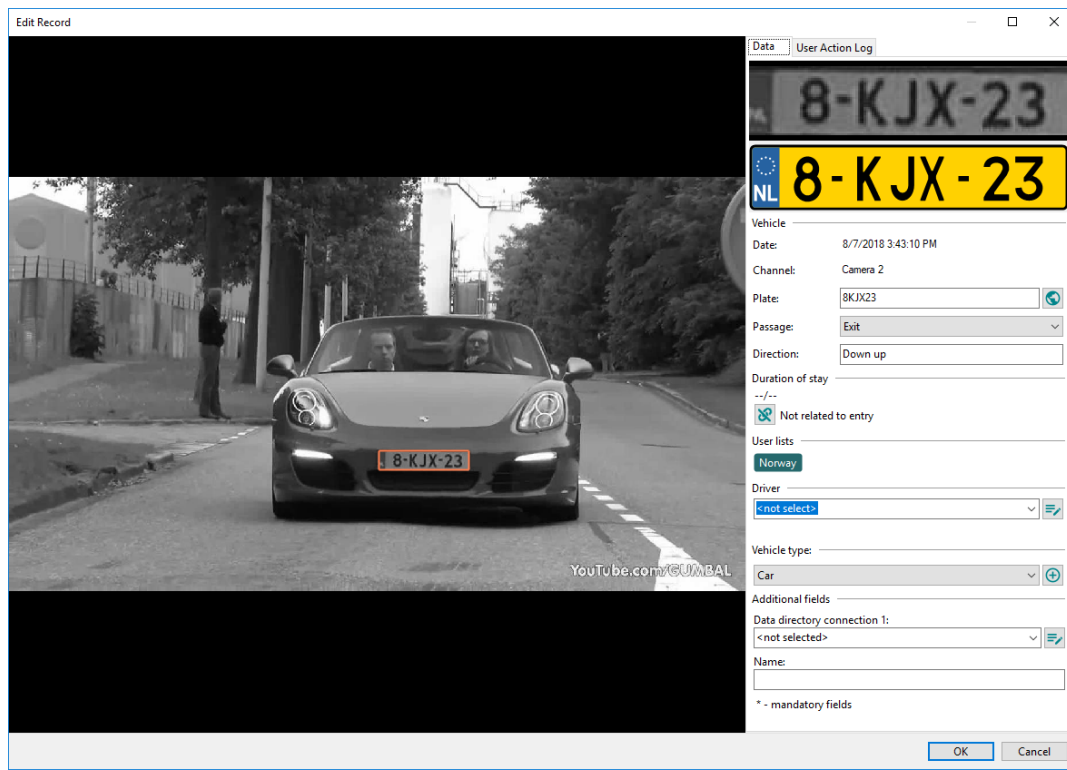 Edit Record
Data
User Action Log
8-KJX-23
NL
8-KJX-23
Vehicle
Date: 8/7/2018 3:43:10 PM
Channel: Camera 2
Plate: 8KJX23
Passage: Exit
Direction: Down up
Duration of stay
--/--
Not related to entry
User lists
Norway
Driver
<not select>
Vehicle type:
Car
Additional fields
Data directory connection 1:
<not selected>
Name:
* - mandatory fields
8-KJX-23
YouTube.com/GUMBAL
OK
Cancel